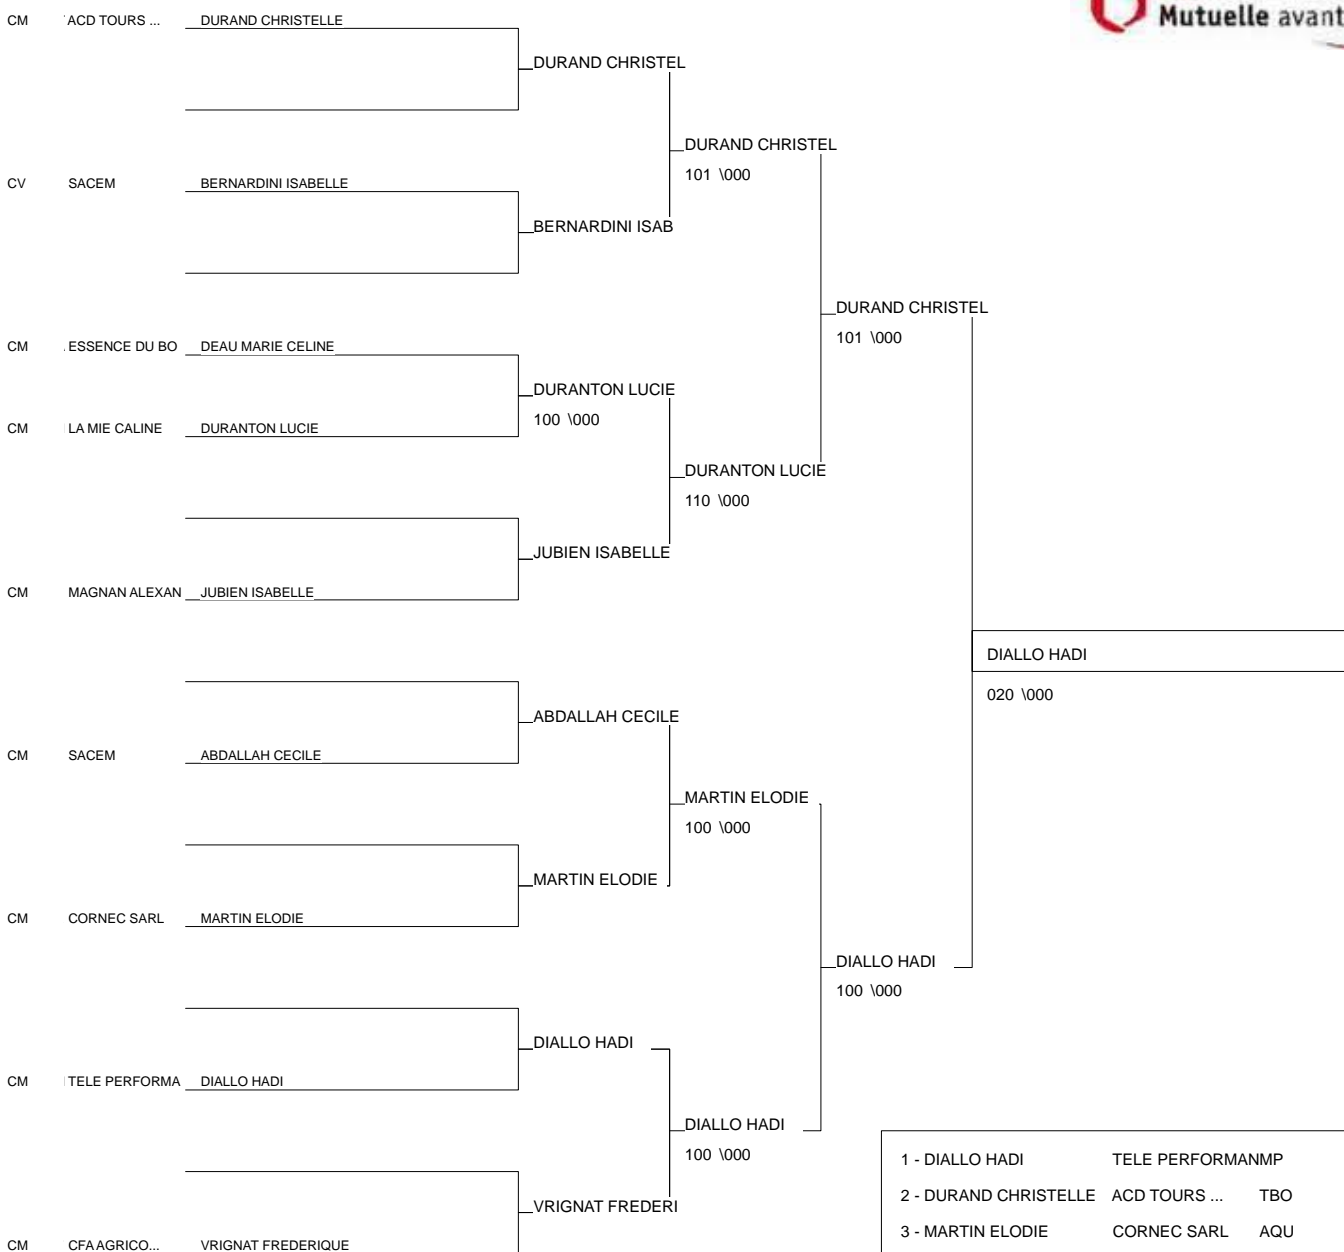 Mutuelle avant
CM ACD TOURS ... DURAND CHRISTELLE
DURAND CHRISTEL
DURAND CHRISTEL
101 \000
CV SACEM BERNARDINI ISABELLE
BERNARDINI ISAB
DURAND CHRISTEL
101 \000
CM ESSENCE DU BO DEAU MARIE CELINE
DURANTON LUCIE
100 \000
CM LA MIE CALINE DURANTON LUCIE
DURANTON LUCIE
110 \000
JUBIEN ISABELLE
CM MAGNAN ALEXAN JUBIEN ISABELLE
DIALLO HADI
020 \000
ABDALLAH CECILE
CM SACEM ABDALLAH CECILE
MARTIN ELODIE
100 \000
MARTIN ELODIE
CM CORNEC SARL MARTIN ELODIE
DIALLO HADI
100 \000
DIALLO HADI
CM TELE PERFORMA DIALLO HADI
DIALLO HADI
100 \000
VRIGNAT FREDERI
CM CFA AGRICO... VRIGNAT FREDERIQUE
1 - DIALLO HADI TELE PERFORMANMP
2 - DURAND CHRISTELLE ACD TOURS ... TBO
3 - MARTIN ELODIE CORNEC SARL AQU